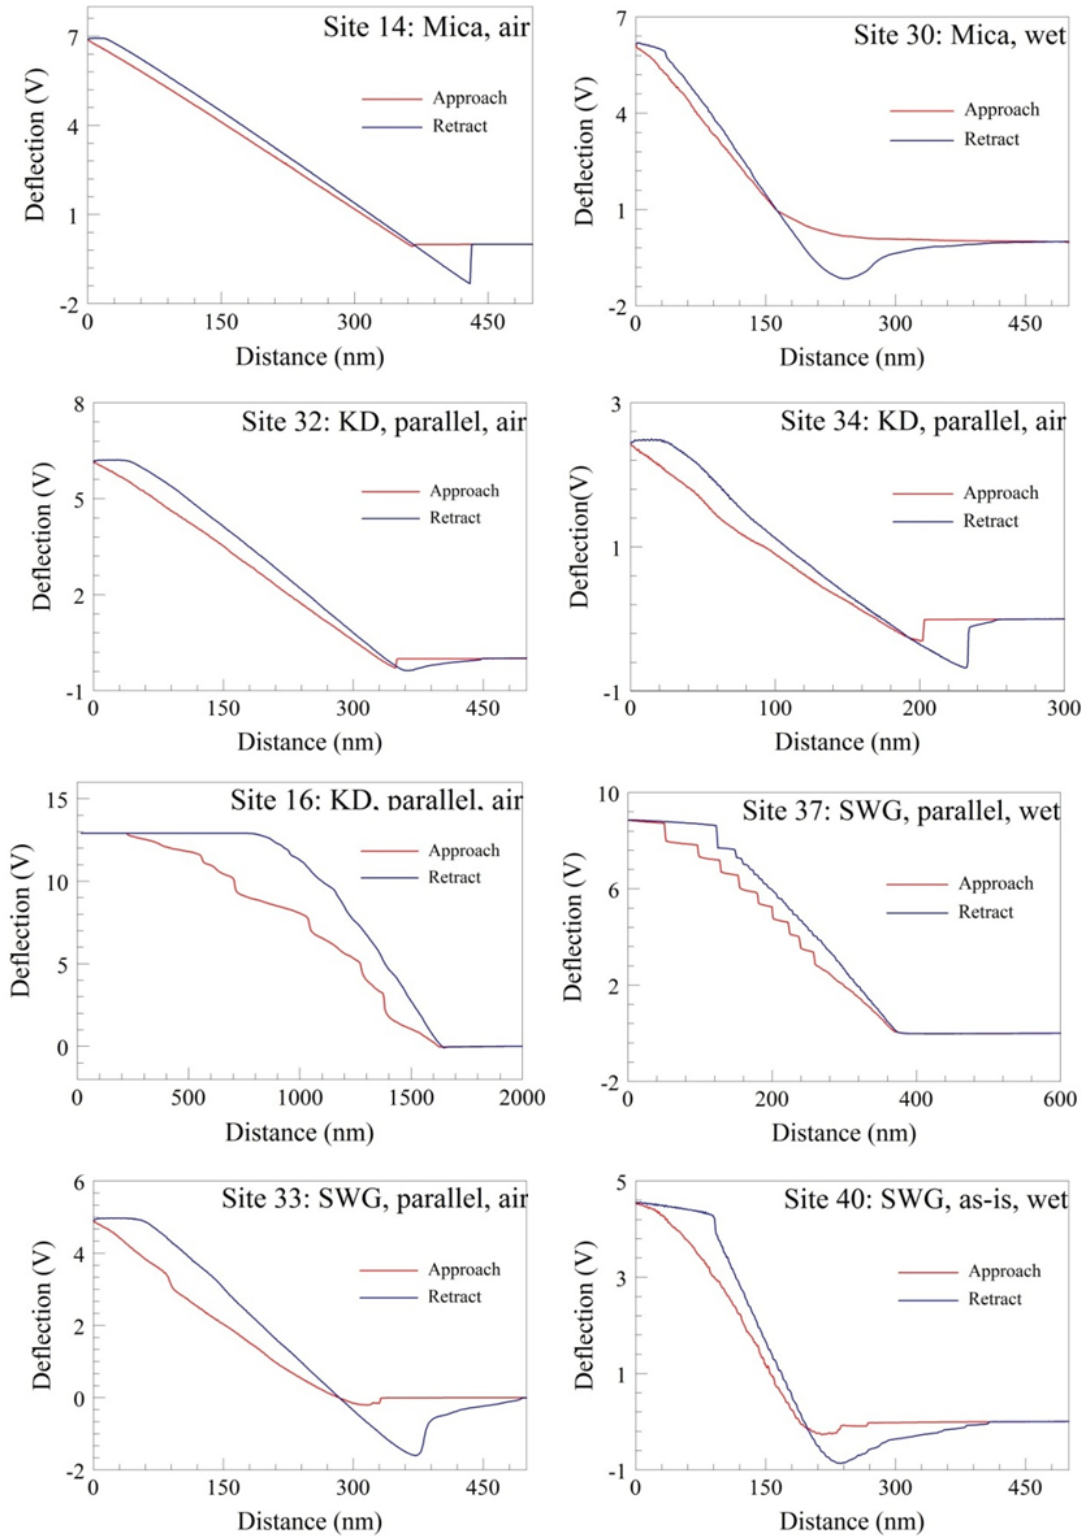 Site 14: Mica, air
7
4
1
-2
Deflection (V)
Approach
Retract
0
150
300
450
Distance (nm)
Site 30: Mica, wet
7
4
1
-2
Deflection (V)
Approach
Retract
0
150
300
450
Distance (nm)
Site 32: KD, parallel, air
8
5
2
-1
Deflection (V)
Approach
Retract
0
150
300
450
Distance (nm)
Site 34: KD, parallel, air
3
1
-1
Deflection(V)
Approach
Retract
0
100
200
300
Distance (nm)
Site 16: KD, parallel, air
15
10
5
0
Deflection (V)
Approach
Retract
0
500
1000
1500
2000
Distance (nm)
Site 37: SWG, parallel, wet
10
6
2
-2
Deflection (V)
Approach
Retract
0
200
400
600
Distance (nm)
Site 33: SWG, parallel, air
6
4
2
0
-2
Deflection (V)
Approach
Retract
0
150
300
450
Distance (nm)
Site 40: SWG, as-is, wet
5
3
1
-1
Deflection (V)
Approach
Retract
0
150
300
450
Distance (nm)